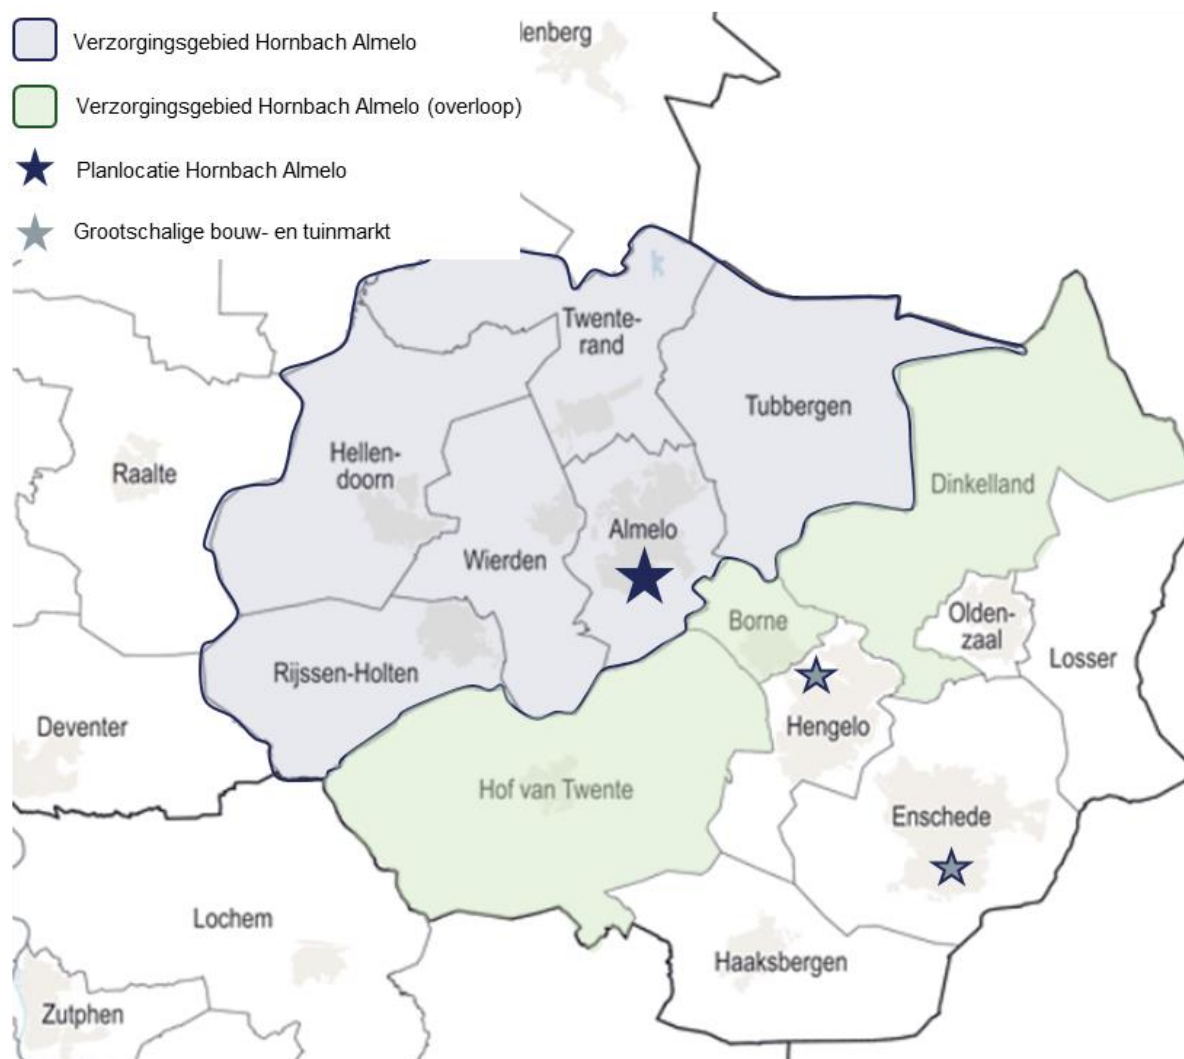 Verzorgingsgebied Hornbach Almelo
Verzorgingsgebied Hornbach Almelo (overloop)
Planlocatie Hornbach Almelo
Grootschalige bouw- en tuinmarkt
lenberg
Twente-
rand
Tubbergen
Hellen-
doorn
Raalte
Dinkelland
Almelo
Wierden
Borne
Olden-
zaal
Losser
Rijssen-Holten
Deventer
Hengelo
Hof van Twente
Enschede
Lochem
Haaksbergen
Zutphen